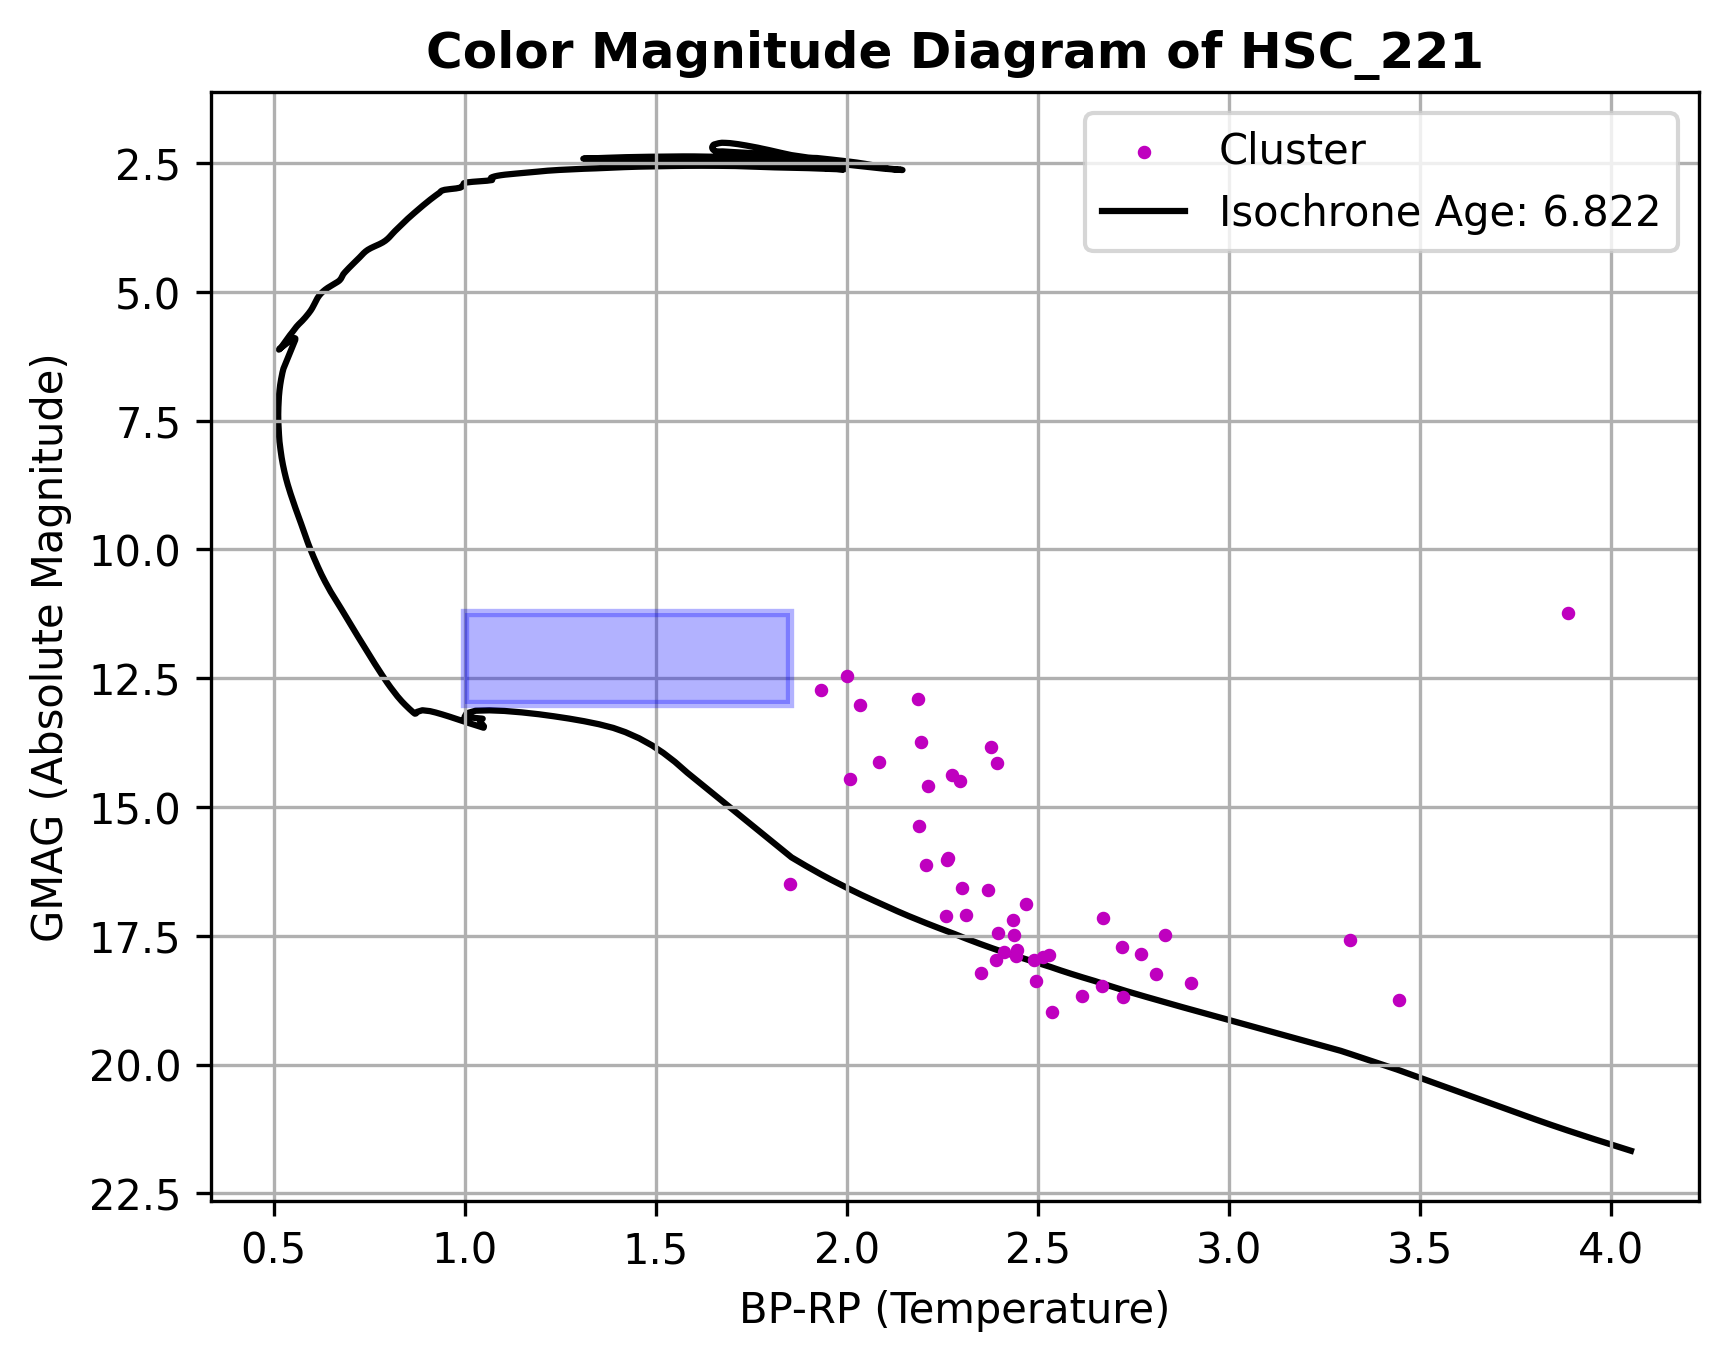 Color Magnitude Diagram of HSC_221
Cluster
Isochrone Age: 6.822
GMAG (Absolute Magnitude)
2.5
5.0
7.5
10.0
12.5
15.0
17.5
20.0
22.5
0.5 1.0 1.5 2.0 2.5 3.0 3.5 4.0
BP-RP (Temperature)